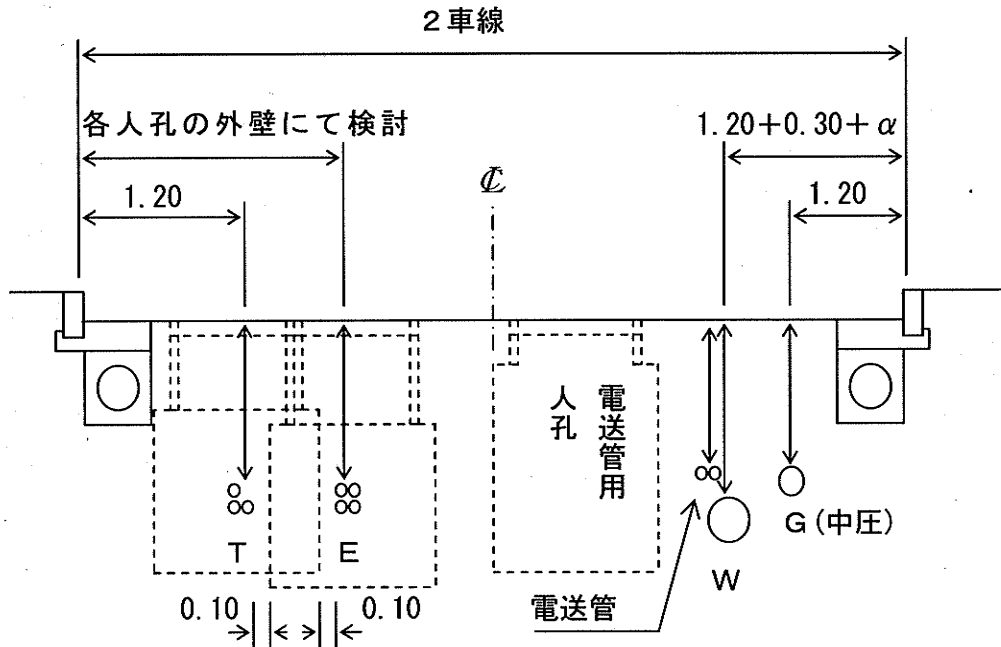 2車線
各人孔の外壁にて検討
1.20+0.30+α
1.20
℄
1.20
電送管用
人孔
T
E
G(中圧)
W
0.10
0.10
電送管